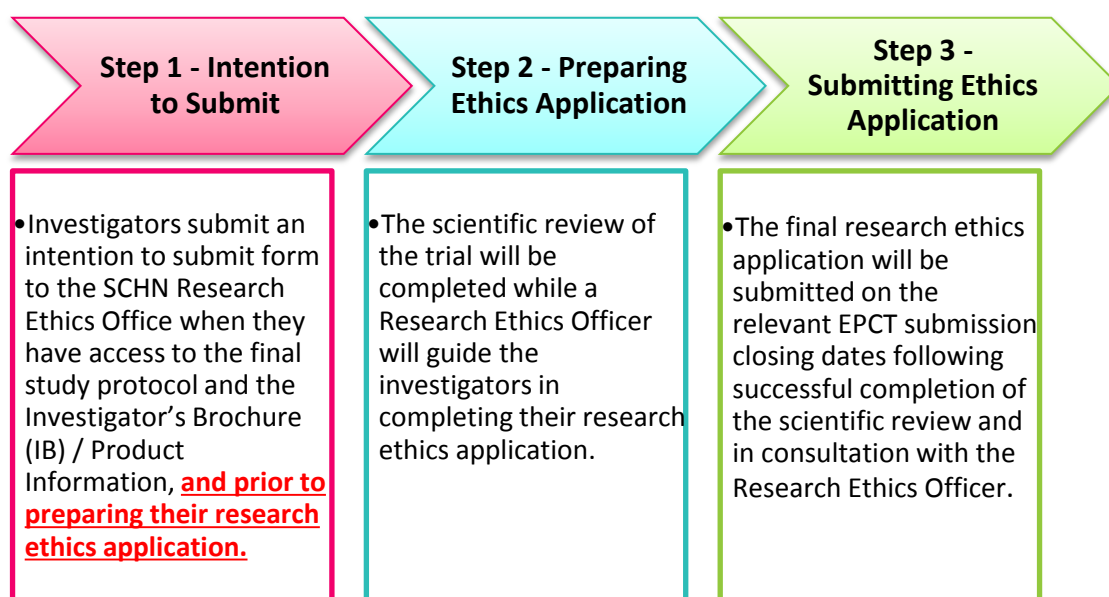 Step 1 - Intention
to Submit
•Investigators submit an
intention to submit form
to the SCHN Research
Ethics Office when they
have access to the final
study protocol and the
Investigator’s Brochure
(IB) / Product
Information, and prior to
preparing their research
ethics application.
Step 2 - Preparing
Ethics Application
•The scientific review of
the trial will be
completed while a
Research Ethics Officer
will guide the
investigators in
completing their research
ethics application.
Step 3 -
Submitting Ethics
Application
•The final research ethics
application will be
submitted on the
relevant EPCT submission
closing dates following
successful completion of
the scientific review and
in consultation with the
Research Ethics Officer.